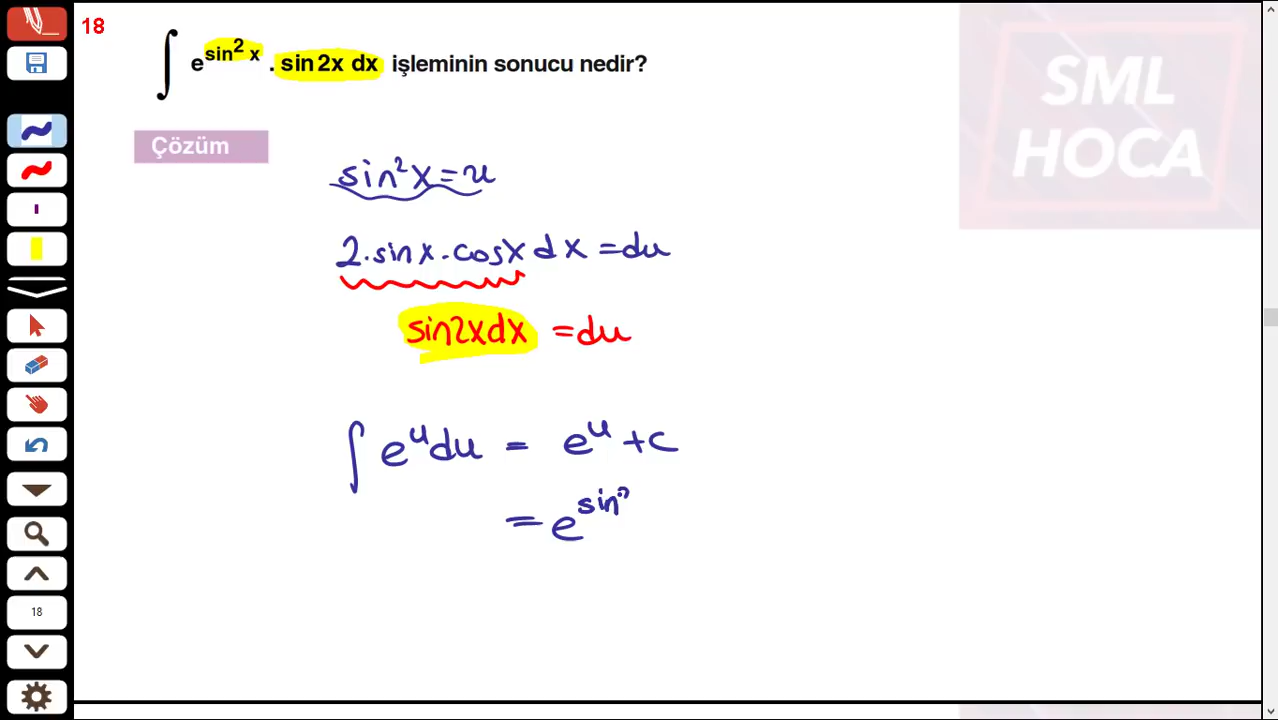 18
∫ e^{sin² x} . sin 2x dx işleminin sonucu nedir?
SML
HOCA
Çözüm
sin²x = u
2·sinx·cosx dx = du
sin2xdx = du
∫ e^u du = e^u + c
= e^{sin²
18